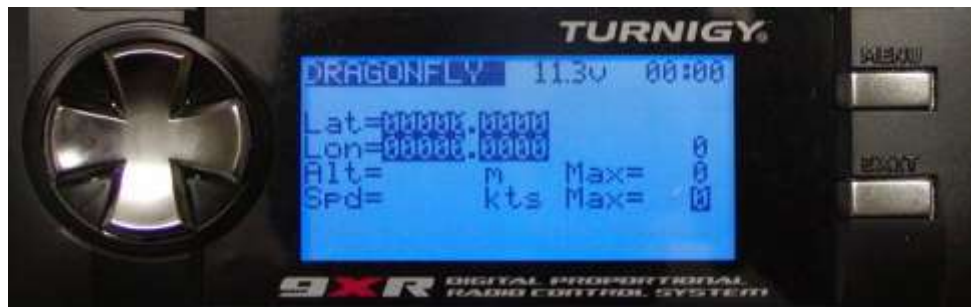 TURNIGY®
MENU
DRAGONFLY 11.3v 00:00
Lat=00000.0000
Lon=00000.0000 0
EXIT
Alt= m Max= 0
Spd= kts Max= 0
9XR DIGITAL PROPORTIONAL
RADIO CONTROL SYSTEM